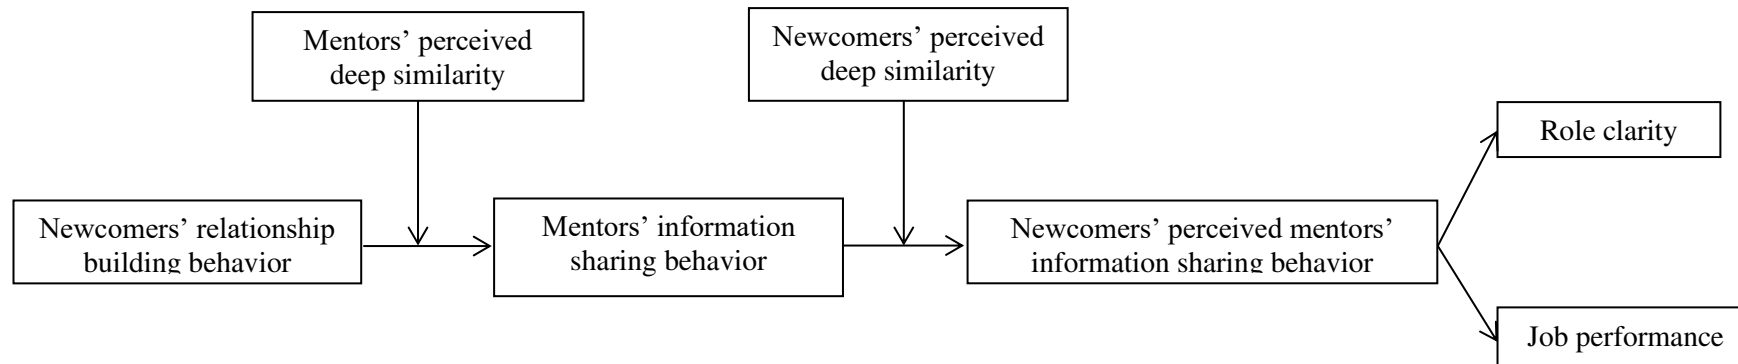 Mentors’ perceived
deep similarity
Newcomers’ perceived
deep similarity
Role clarity
Newcomers’ relationship
building behavior
Mentors’ information
sharing behavior
Newcomers’ perceived mentors’
information sharing behavior
Job performance